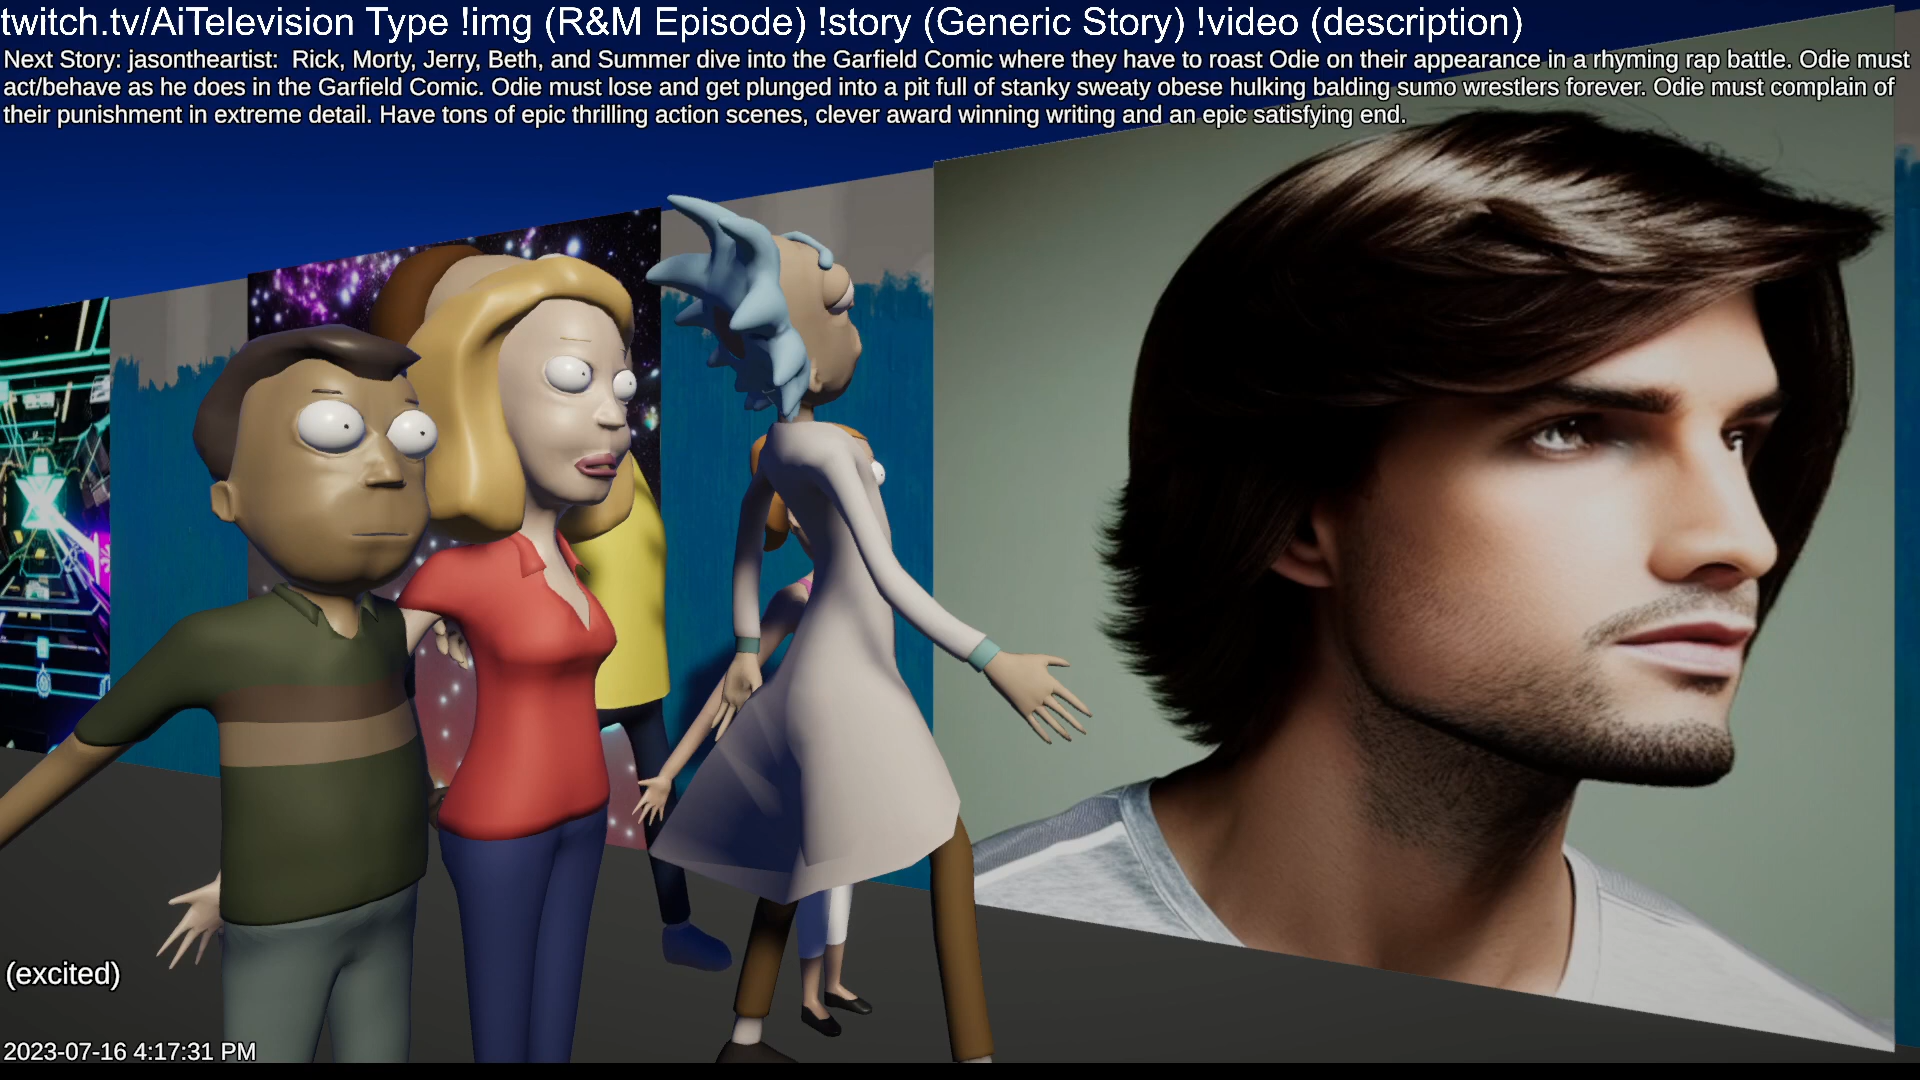 twitch.tv/AiTelevision Type !img (R&M Episode) !story (Generic Story) !video (description)
Next Story: jasontheartist:  Rick, Morty, Jerry, Beth, and Summer dive into the Garfield Comic where they have to roast Odie on their appearance in a rhyming rap battle. Odie must
act/behave as he does in the Garfield Comic. Odie must lose and get plunged into a pit full of stanky sweaty obese hulking balding sumo wrestlers forever. Odie must complain of
their punishment in extreme detail. Have tons of epic thrilling action scenes, clever award winning writing and an epic satisfying end.
(excited)
2023-07-16 4:17:31 PM